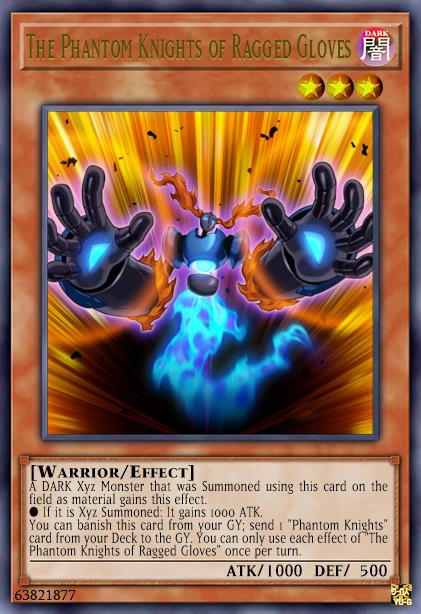 The Phantom Knights of Ragged Gloves
DARK
闇
[Warrior/Effect]
A DARK Xyz Monster that was Summoned using this card on the
field as material gains this effect.
● If it is Xyz Summoned: It gains 1000 ATK.
You can banish this card from your GY; send 1 "Phantom Knights"
card from your Deck to the GY. You can only use each effect of "The
Phantom Knights of Ragged Gloves" once per turn.
ATK/1000 DEF/ 500
63821877